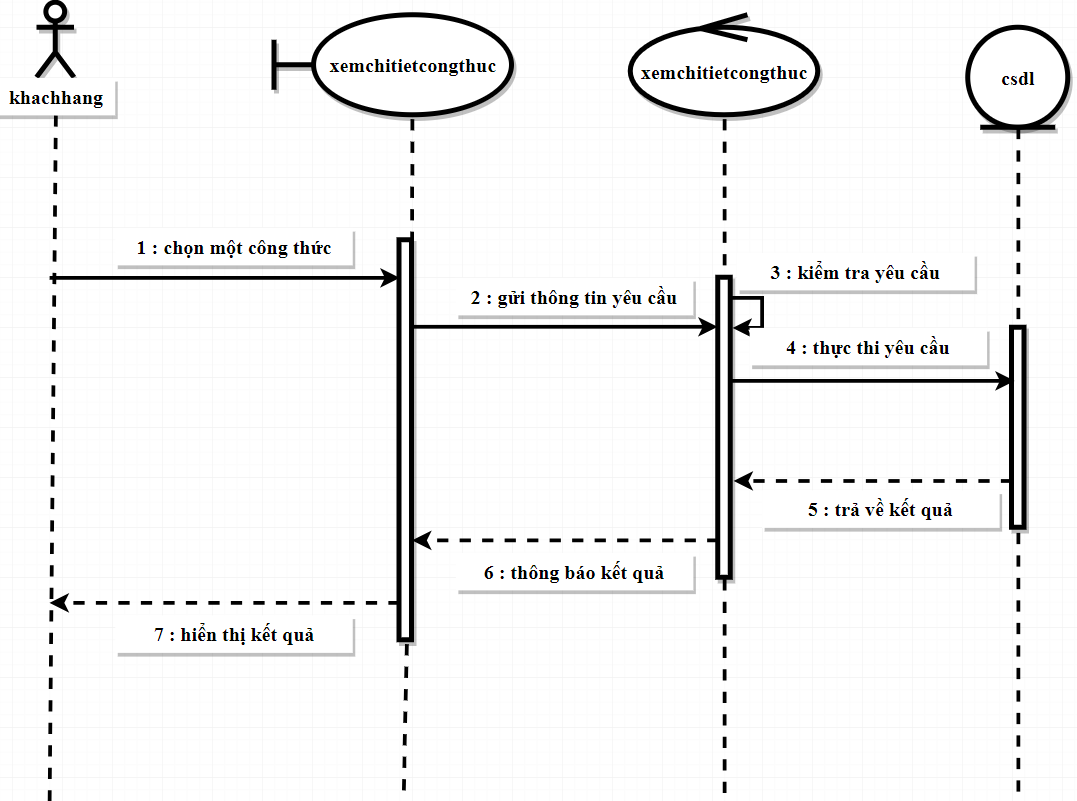 khachhang
xemchitietcongthuc
xemchitietcongthuc
csdl
1 : chọn một công thức
2 : gửi thông tin yêu cầu
3 : kiểm tra yêu cầu
4 : thực thi yêu cầu
5 : trả về kết quả
6 : thông báo kết quả
7 : hiển thị kết quả